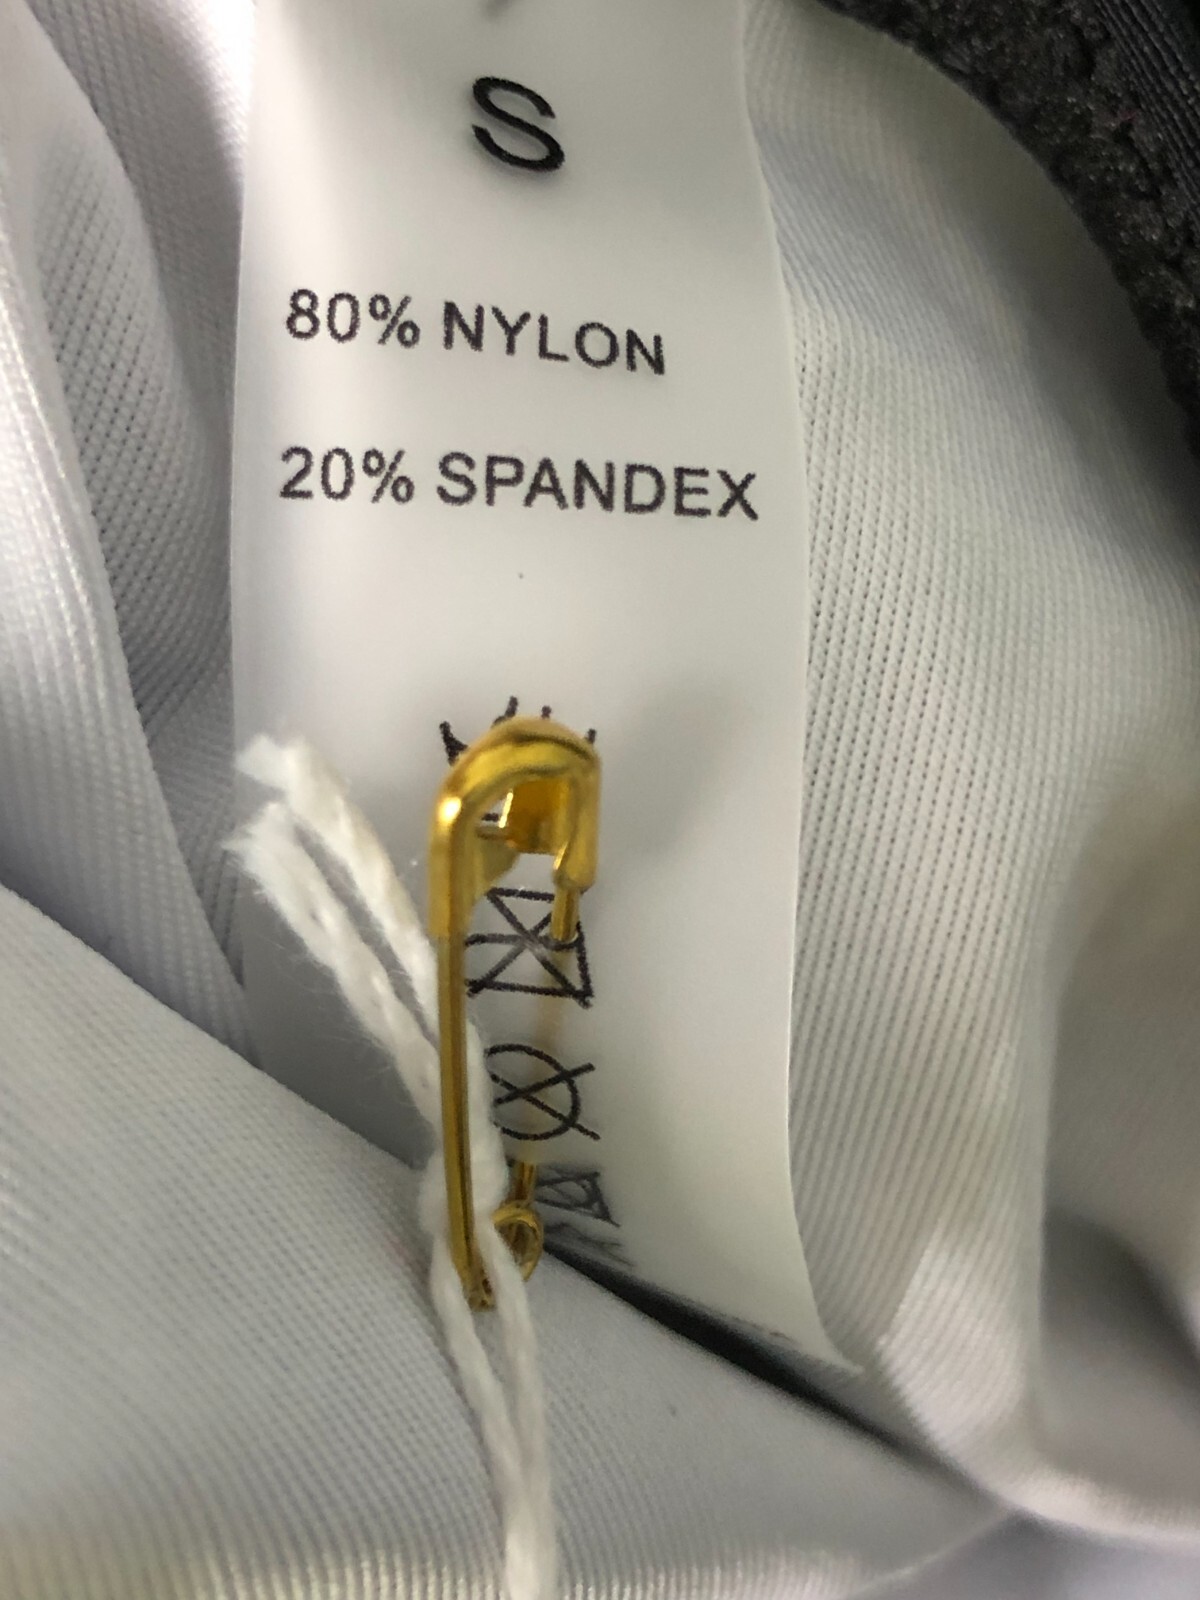 S
80% NYLON
20% SPANDEX